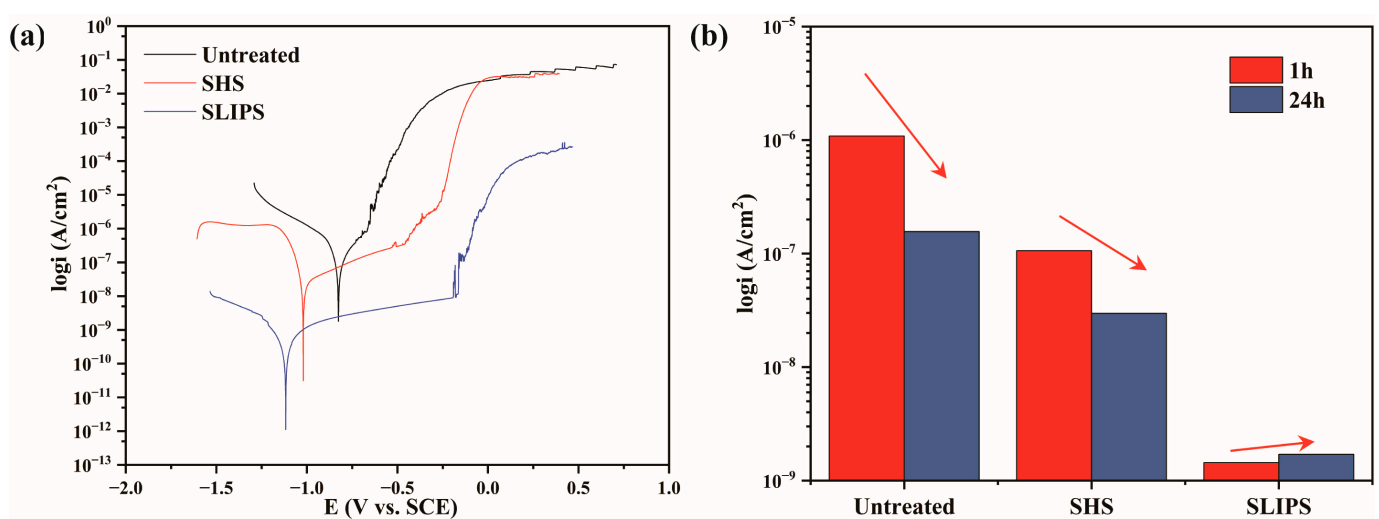 (a)
Untreated
SHS
SLIPS
logi (A/cm²)
10⁰
10⁻¹
10⁻²
10⁻³
10⁻⁴
10⁻⁵
10⁻⁶
10⁻⁷
10⁻⁸
10⁻⁹
10⁻¹⁰
10⁻¹¹
10⁻¹²
10⁻¹³
−2.0 −1.5 −1.0 −0.5 0.0 0.5 1.0
E (V vs. SCE)
(b)
1h
24h
logi (A/cm²)
10⁻⁵
10⁻⁶
10⁻⁷
10⁻⁸
10⁻⁹
Untreated SHS SLIPS